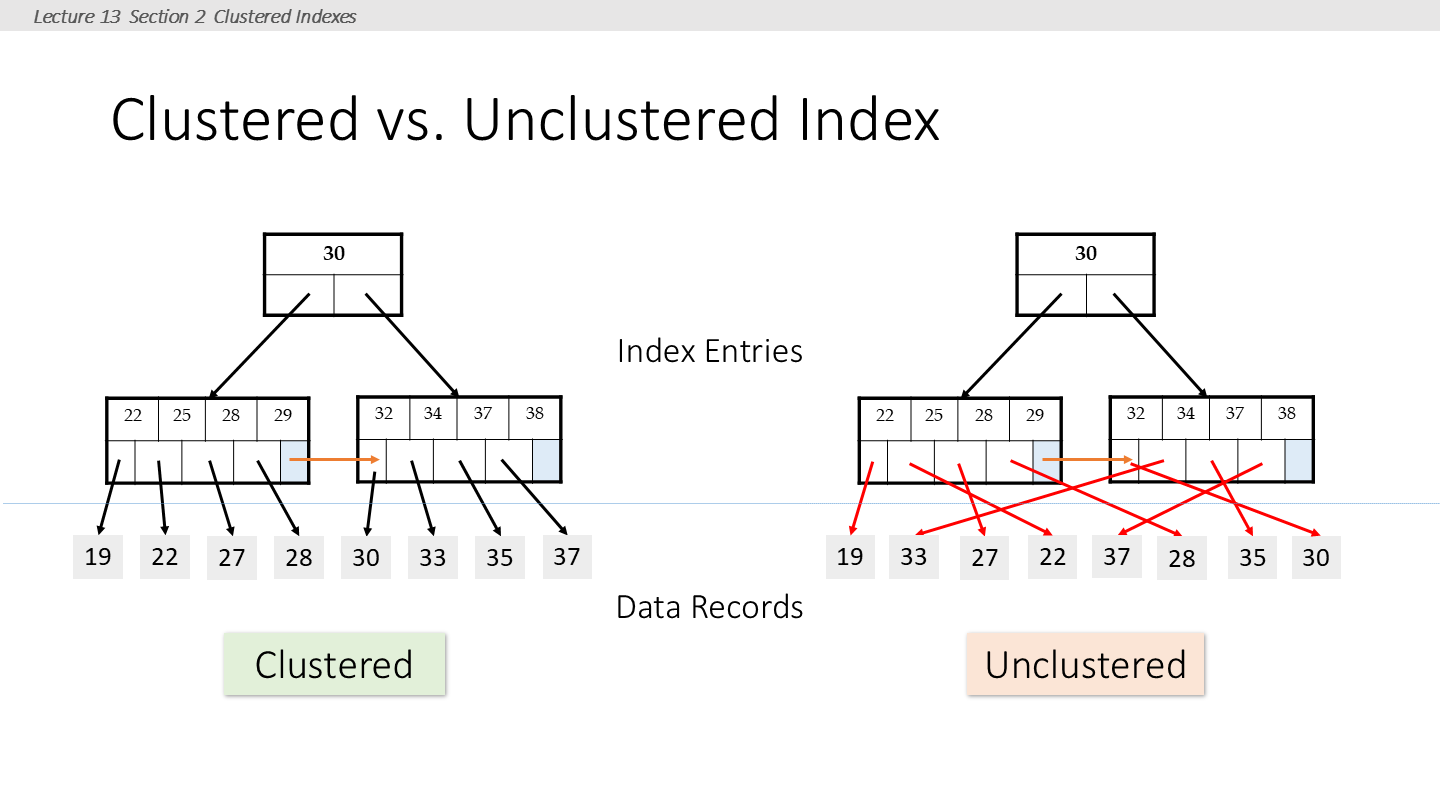 Lecture 13 Section 2 Clustered Indexes
Clustered vs. Unclustered Index
30
30
Index Entries
22 25 28 29
32 34 37 38
22 25 28 29
32 34 37 38
19 22 27 28 30 33 35 37
19 33 27 22 37 28 35 30
Data Records
Clustered
Unclustered